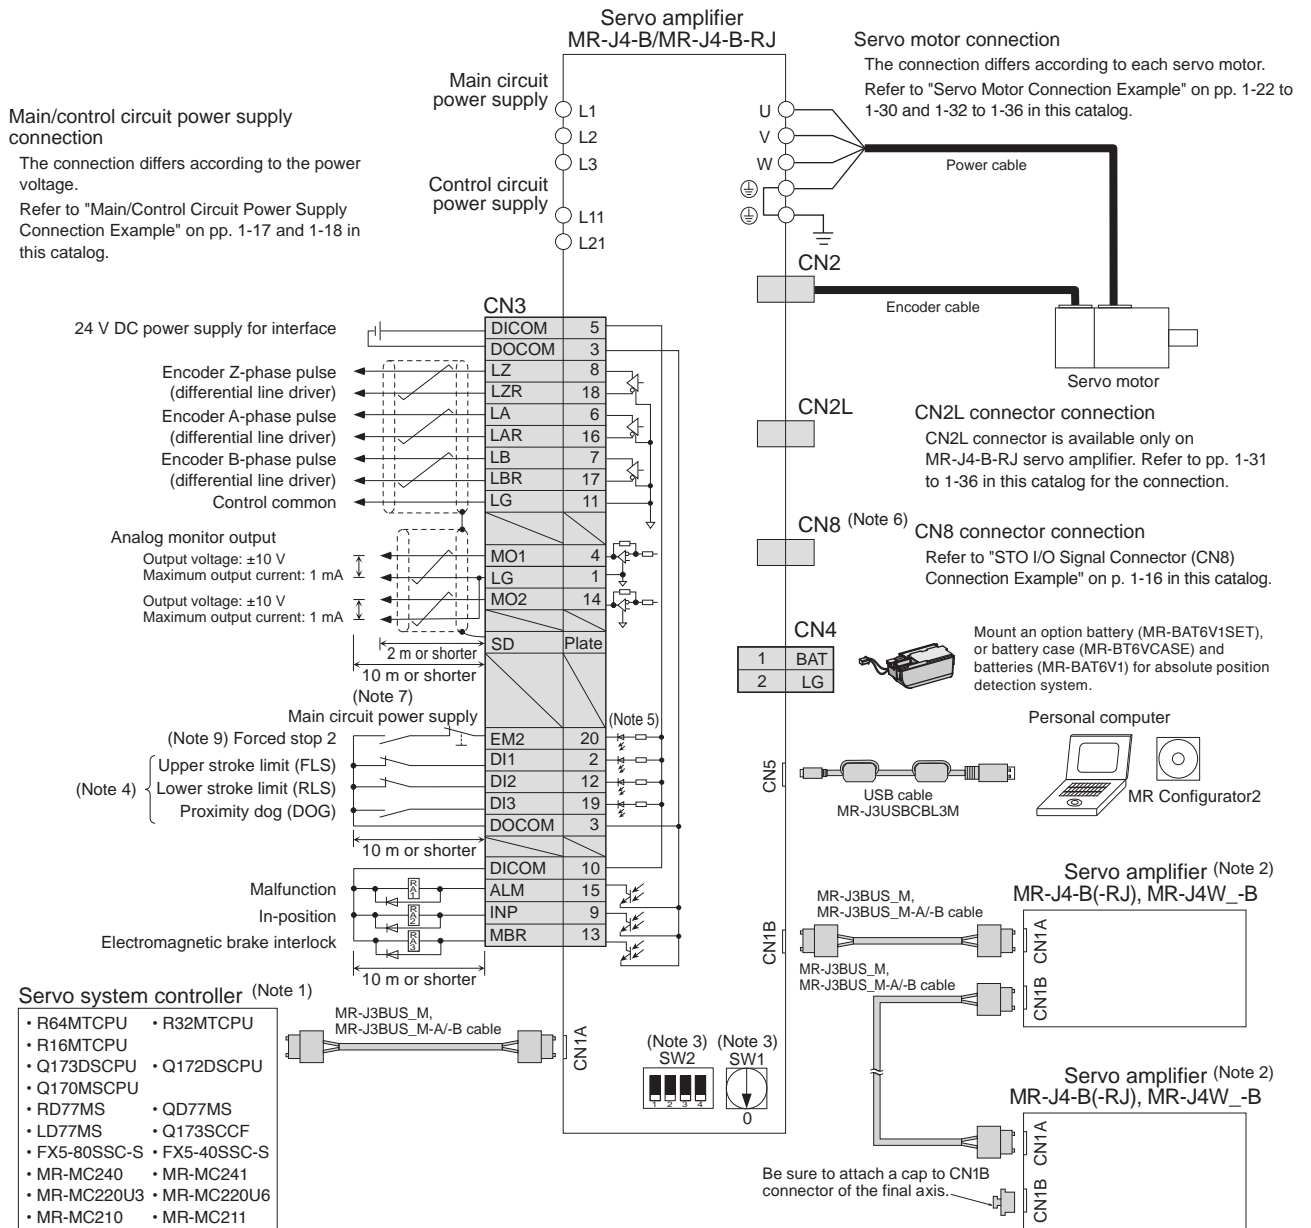 Servo amplifier
MR-J4-B/MR-J4-B-RJ
Servo motor connection
The connection differs according to each servo motor.
Refer to "Servo Motor Connection Example" on pp. 1-22 to
1-30 and 1-32 to 1-36 in this catalog.
Main/control circuit power supply
connection
The connection differs according to the power
voltage.
Refer to "Main/Control Circuit Power Supply
Connection Example" on pp. 1-17 and 1-18 in
this catalog.
Main circuit
power supply
L1
L2
L3
Control circuit
power supply
L11
L21
U
V
W
Power cable
CN2
Encoder cable
Servo motor
CN2L
CN2L connector connection
CN2L connector is available only on
MR-J4-B-RJ servo amplifier. Refer to pp. 1-31
to 1-36 in this catalog for the connection.
CN8 (Note 6)
CN8 connector connection
Refer to "STO I/O Signal Connector (CN8)
Connection Example" on p. 1-16 in this catalog.
CN4
1 BAT
2 LG
Mount an option battery (MR-BAT6V1SET),
or battery case (MR-BT6VCASE) and
batteries (MR-BAT6V1) for absolute position
detection system.
Personal computer
CN5
USB cable
MR-J3USBCBL3M
MR Configurator2
CN3
24 V DC power supply for interface
DICOM 5
DOCOM 3
Encoder Z-phase pulse
(differential line driver)
LZ 8
LZR 18
Encoder A-phase pulse
(differential line driver)
LA 6
LAR 16
Encoder B-phase pulse
(differential line driver)
LB 7
LBR 17
Control common
LG 11
Analog monitor output
Output voltage: ±10 V
Maximum output current: 1 mA
MO1 4
LG 1
Output voltage: ±10 V
Maximum output current: 1 mA
MO2 14
2 m or shorter
SD Plate
10 m or shorter
(Note 7)
Main circuit power supply
(Note 5)
(Note 9) Forced stop 2
EM2 20
(Note 4)
Upper stroke limit (FLS)
DI1 2
Lower stroke limit (RLS)
DI2 12
Proximity dog (DOG)
DI3 19
DOCOM 3
10 m or shorter
DICOM 10
Malfunction
RA1
ALM 15
In-position
RA2
INP 9
Electromagnetic brake interlock
RA3
MBR 13
10 m or shorter
Servo system controller (Note 1)
• R64MTCPU • R32MTCPU
• R16MTCPU
• Q173DSCPU • Q172DSCPU
• Q170MSCPU
• RD77MS • QD77MS
• LD77MS • Q173SCCF
• FX5-80SSC-S • FX5-40SSC-S
• MR-MC240 • MR-MC241
• MR-MC220U3 • MR-MC220U6
• MR-MC210 • MR-MC211
MR-J3BUS_M,
MR-J3BUS_M-A/-B cable
CN1A
(Note 3)
SW2
1 2 3 4
(Note 3)
SW1
0
CN1B
MR-J3BUS_M,
MR-J3BUS_M-A/-B cable
MR-J3BUS_M,
MR-J3BUS_M-A/-B cable
Servo amplifier (Note 2)
MR-J4-B(-RJ), MR-J4W_-B
CN1A
CN1B
Servo amplifier (Note 2)
MR-J4-B(-RJ), MR-J4W_-B
CN1A
CN1B
Be sure to attach a cap to CN1B
connector of the final axis.